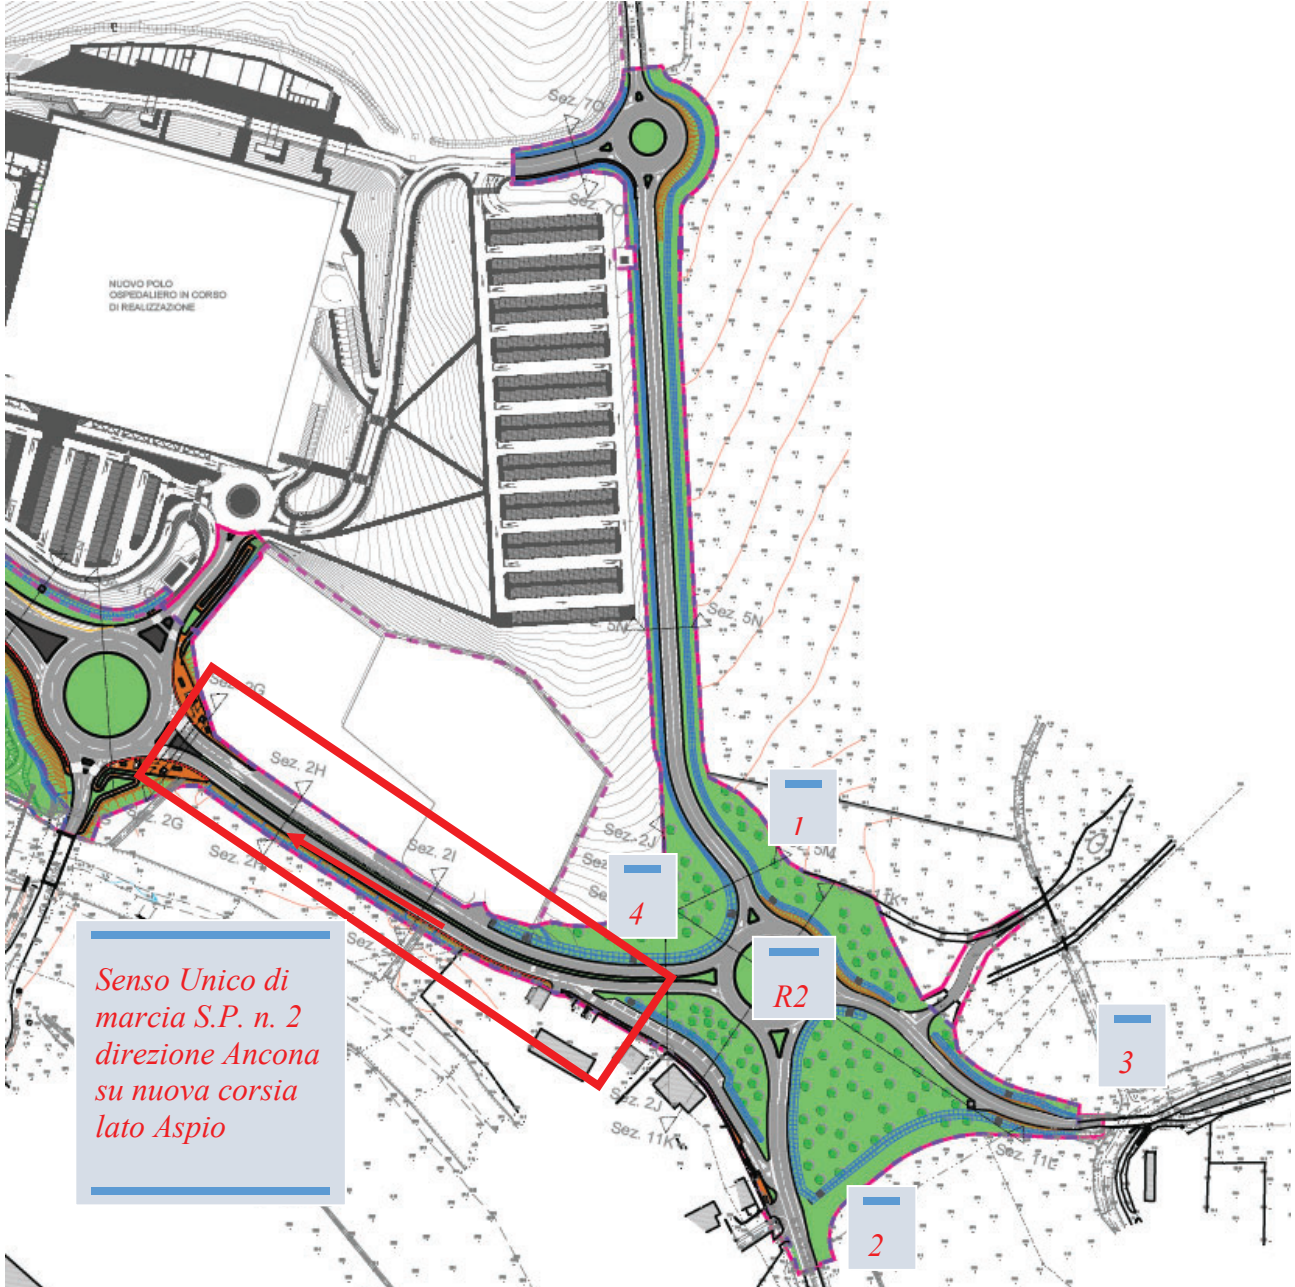 Sez. 7O
Sez. 7O
NUOVO POLO
OSPEDALIERO IN CORSO
DI REALIZZAZIONE
Sez. 5N
Sez. 2G
Sez. 2H
Sez. 2G
Sez. 2I
Sez. 2J
1
5M
4
R2
3
2
Senso Unico di
marcia S.P. n. 2
direzione Ancona
su nuova corsia
lato Aspio
Sez. 2J
Sez. 11K
Sez. 11L